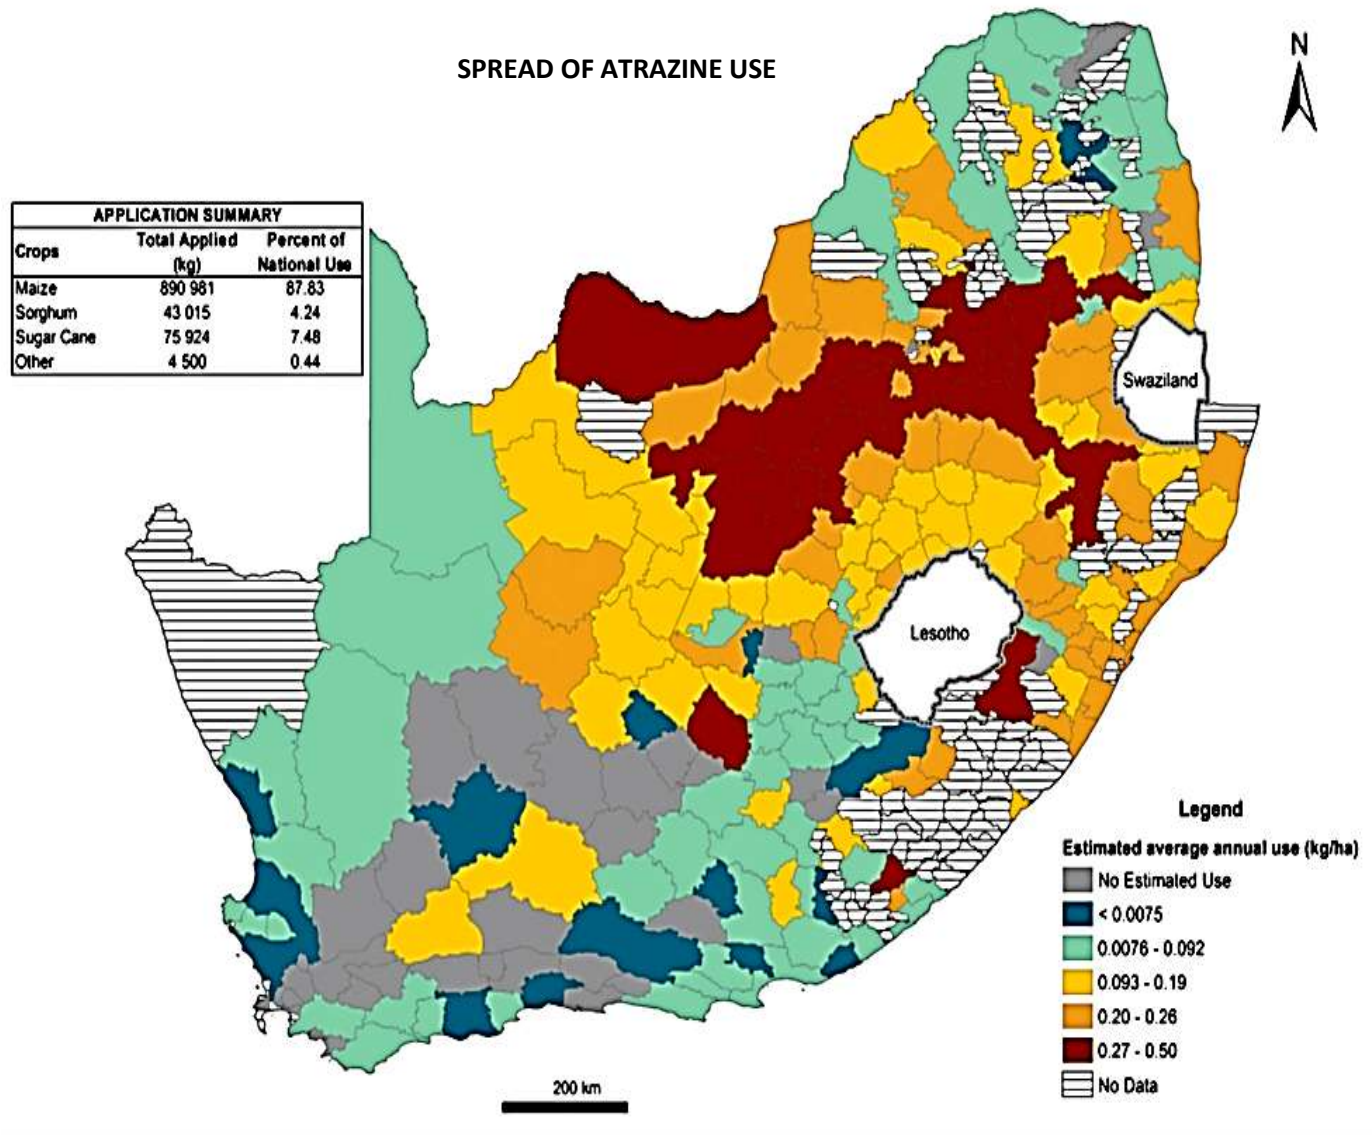 SPREAD OF ATRAZINE USE
N
APPLICATION SUMMARY
Crops Total Applied (kg) Percent of National Use
Maize 890 981 87.83
Sorghum 43 015 4.24
Sugar Cane 75 924 7.48
Other 4 500 0.44
Swaziland
Lesotho
Legend
Estimated average annual use (kg/ha)
No Estimated Use
< 0.0075
0.0076 - 0.092
0.093 - 0.19
0.20 - 0.26
0.27 - 0.50
No Data
200 km